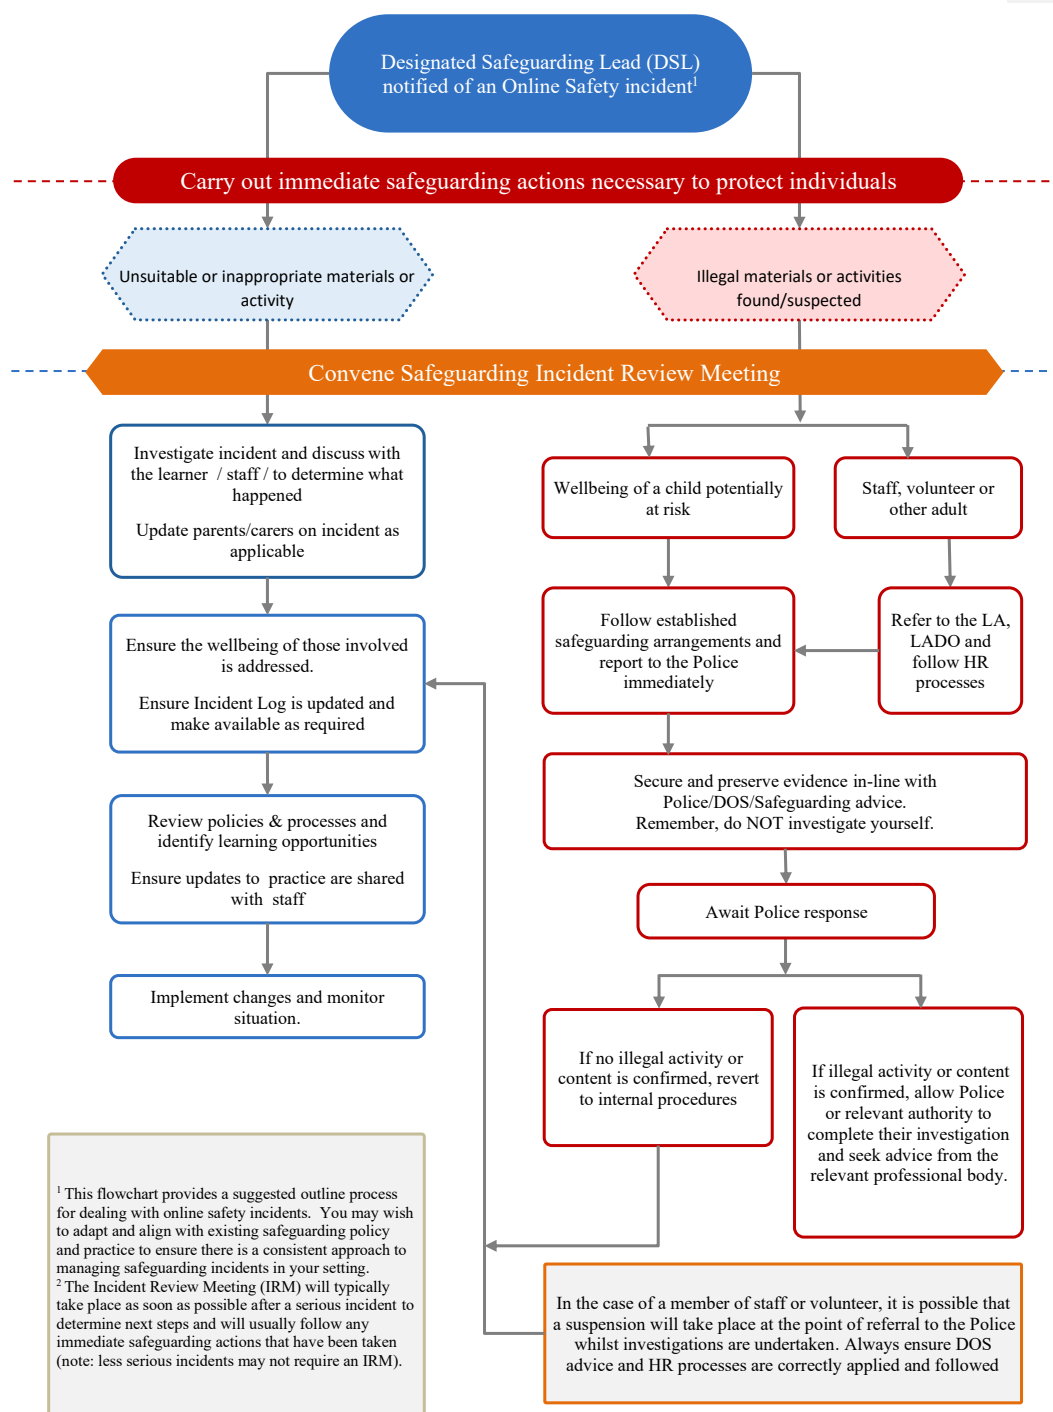 Designated Safeguarding Lead (DSL)
notified of an Online Safety incident¹
Carry out immediate safeguarding actions necessary to protect individuals
Unsuitable or inappropriate materials or
activity
Illegal materials or activities
found/suspected
Convene Safeguarding Incident Review Meeting
Investigate incident and discuss with
the learner / staff / to determine what
happened
Update parents/carers on incident as
applicable
Wellbeing of a child potentially
at risk
Staff, volunteer or
other adult
Ensure the wellbeing of those involved
is addressed.
Ensure Incident Log is updated and
make available as required
Follow established
safeguarding arrangements and
report to the Police
immediately
Refer to the LA,
LADO and
follow HR
processes
Review policies & processes and
identify learning opportunities
Ensure updates to practice are shared
with staff
Secure and preserve evidence in-line with
Police/DOS/Safeguarding advice.
Remember, do NOT investigate yourself.
Await Police response
Implement changes and monitor
situation.
If no illegal activity or
content is confirmed, revert
to internal procedures
If illegal activity or content
is confirmed, allow Police
or relevant authority to
complete their investigation
and seek advice from the
relevant professional body.
¹ This flowchart provides a suggested outline process
for dealing with online safety incidents. You may wish
to adapt and align with existing safeguarding policy
and practice to ensure there is a consistent approach to
managing safeguarding incidents in your setting.
² The Incident Review Meeting (IRM) will typically
take place as soon as possible after a serious incident to
determine next steps and will usually follow any
immediate safeguarding actions that have been taken
(note: less serious incidents may not require an IRM).
In the case of a member of staff or volunteer, it is possible that
a suspension will take place at the point of referral to the Police
whilst investigations are undertaken. Always ensure DOS
advice and HR processes are correctly applied and followed